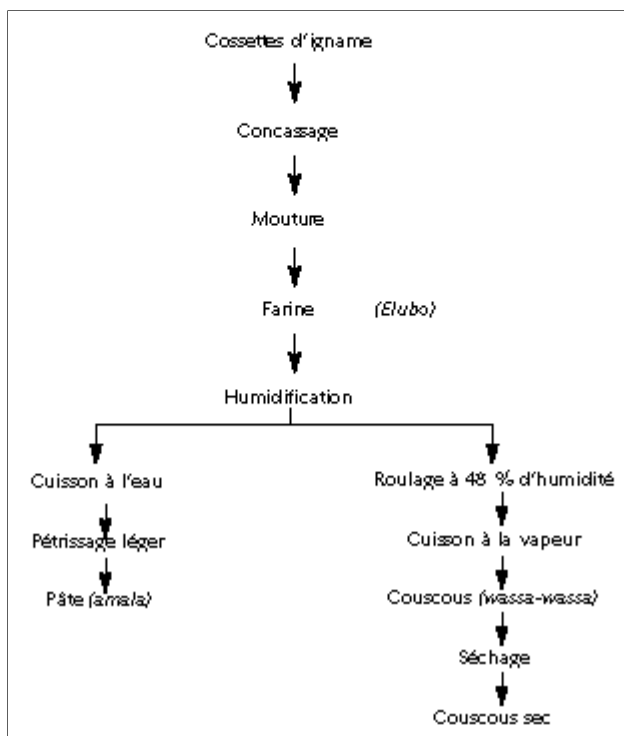 Cossettes d'igname
Concassage
Mouture
Farine (Elubo)
Humidification
Cuisson à l'eau
Roulage à 48 % d'humidité
Pétrissage léger
Cuisson à la vapeur
Pâte (amala)
Couscous (wassa-wassa)
Séchage
Couscous sec